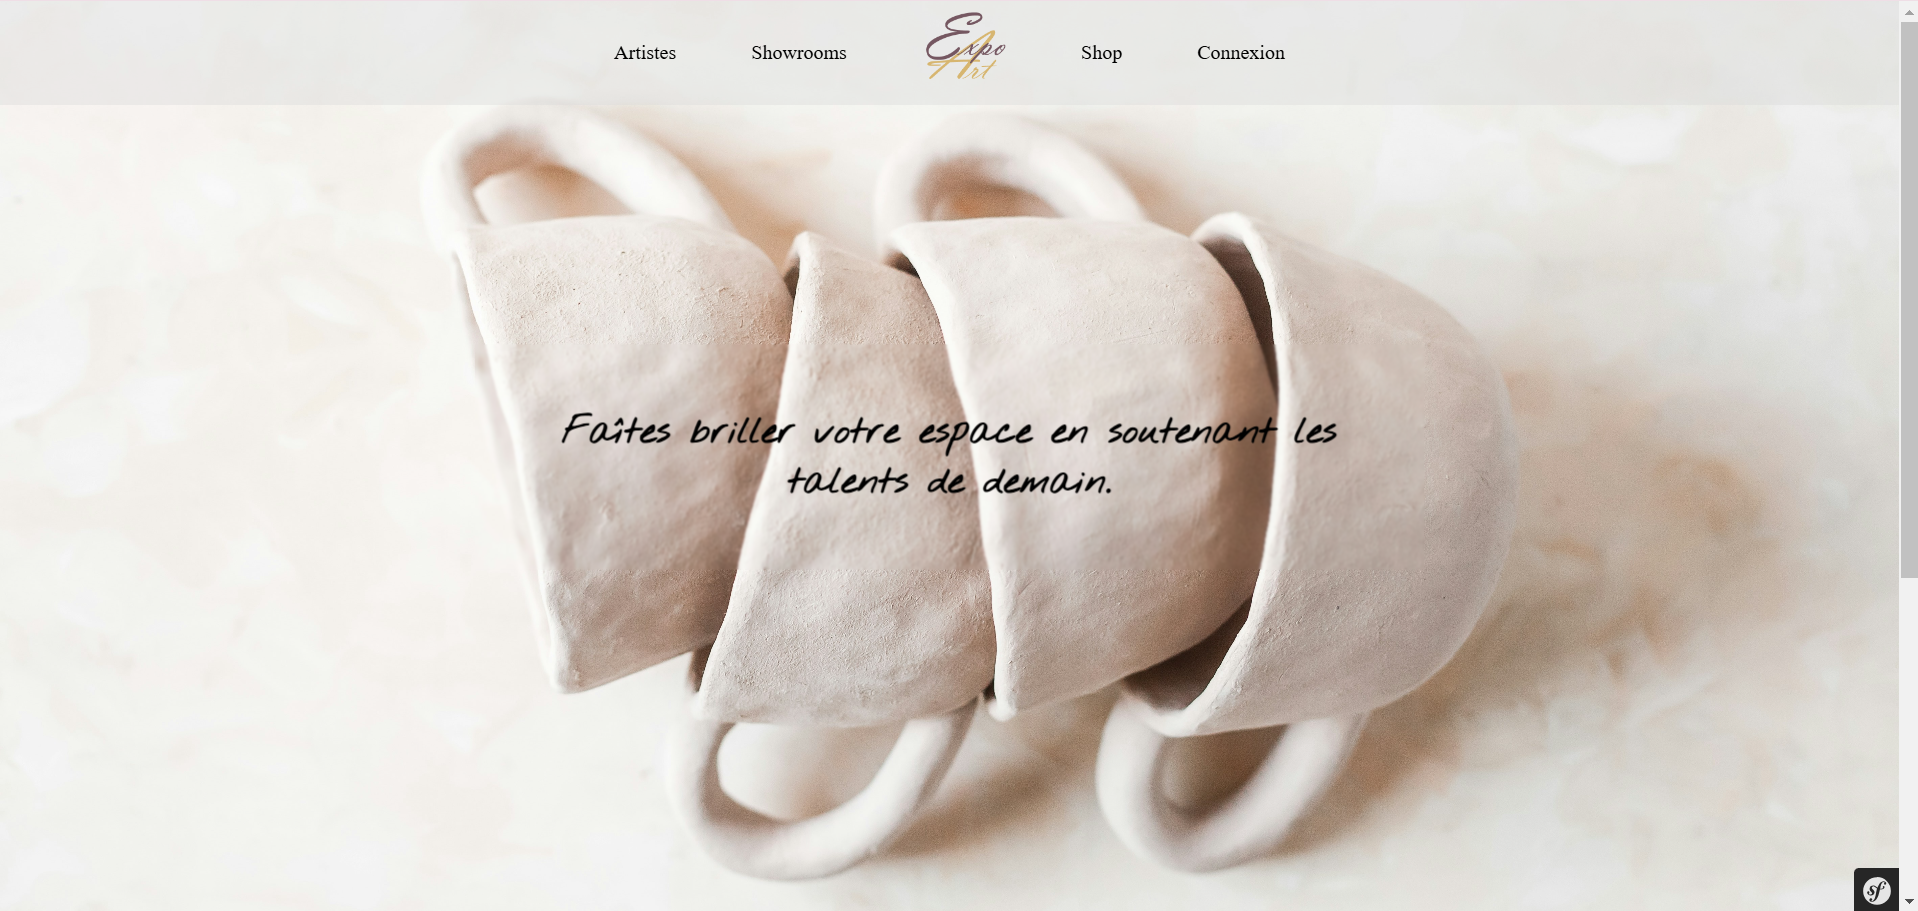 Artistes Showrooms Expo Art Shop Connexion
Faîtes briller votre espace en soutenant les
talents de demain.
sf